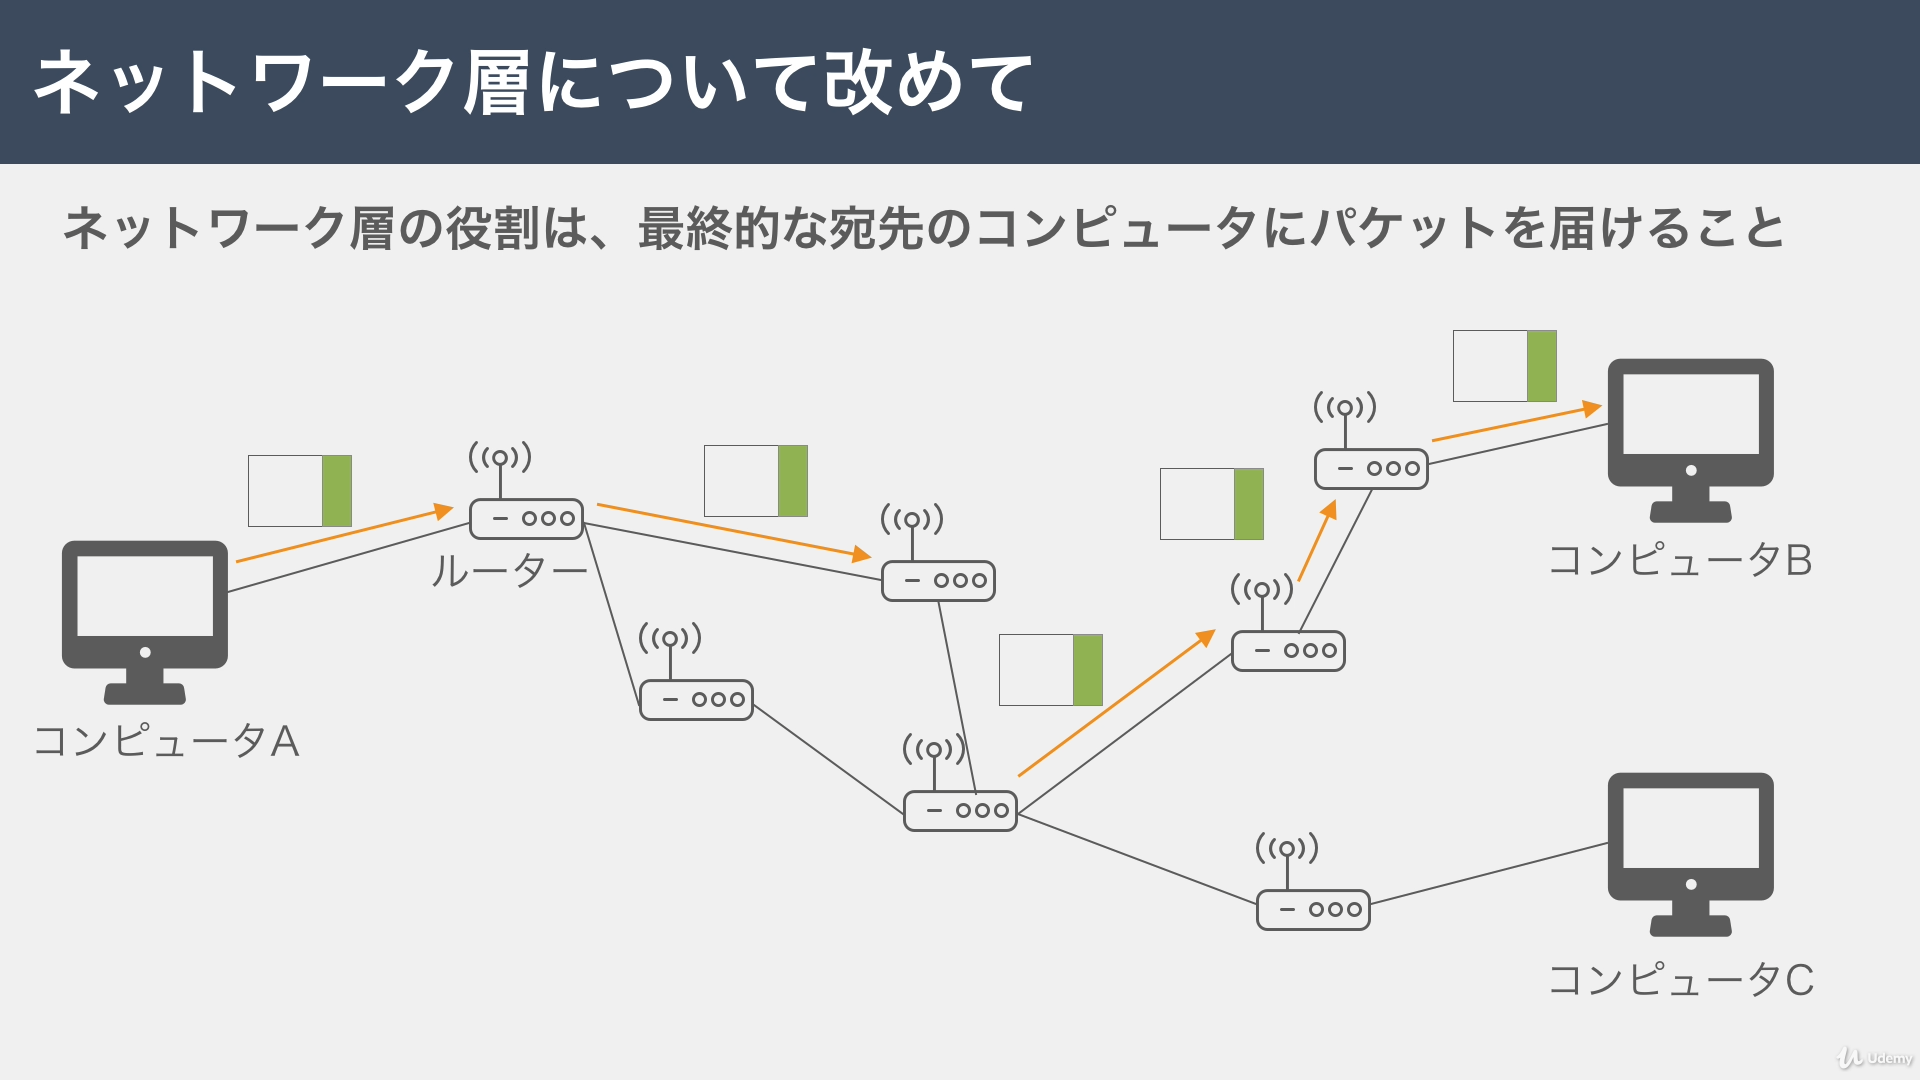 ネットワーク層について改めて
ネットワーク層の役割は、最終的な宛先のコンピュータにパケットを届けること
ルーター
コンピュータA
コンピュータB
コンピュータC
Udemy